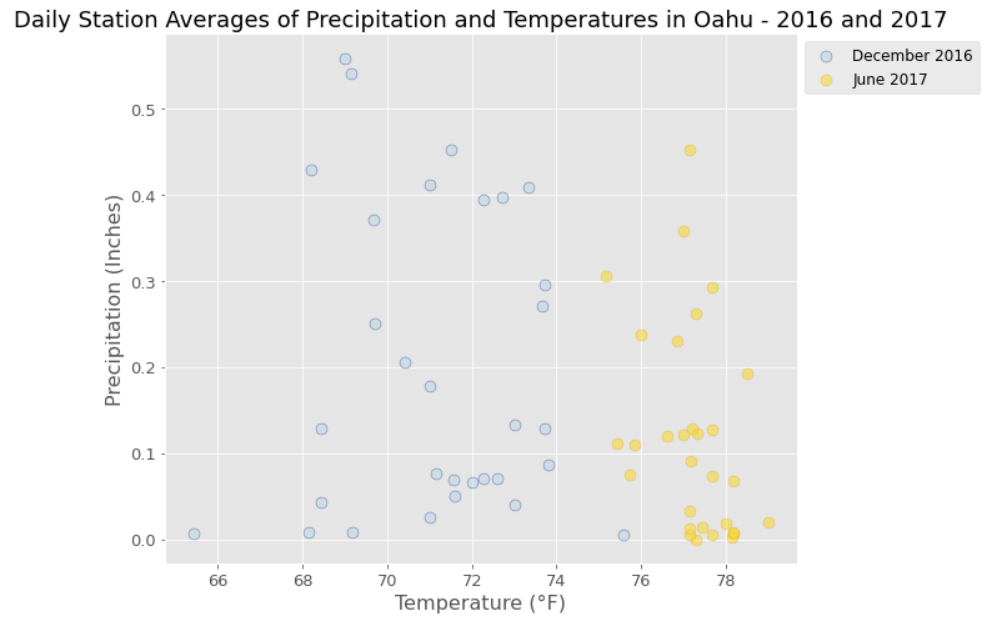 Daily Station Averages of Precipitation and Temperatures in Oahu - 2016 and 2017
December 2016
June 2017
Precipitation (Inches)
0.5
0.4
0.3
0.2
0.1
0.0
66 68 70 72 74 76 78
Temperature (°F)